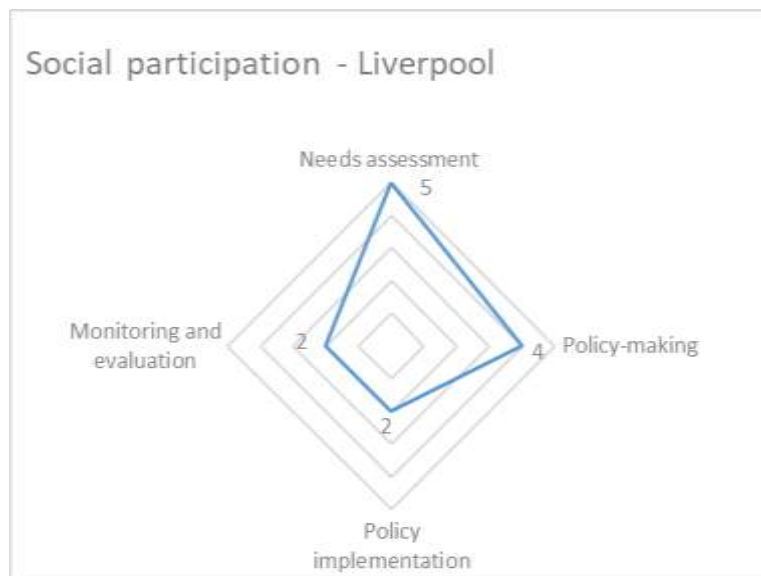 Social participation - Liverpool
Needs assessment
5
Monitoring and
evaluation
2
4
Policy-making
2
Policy
implementation